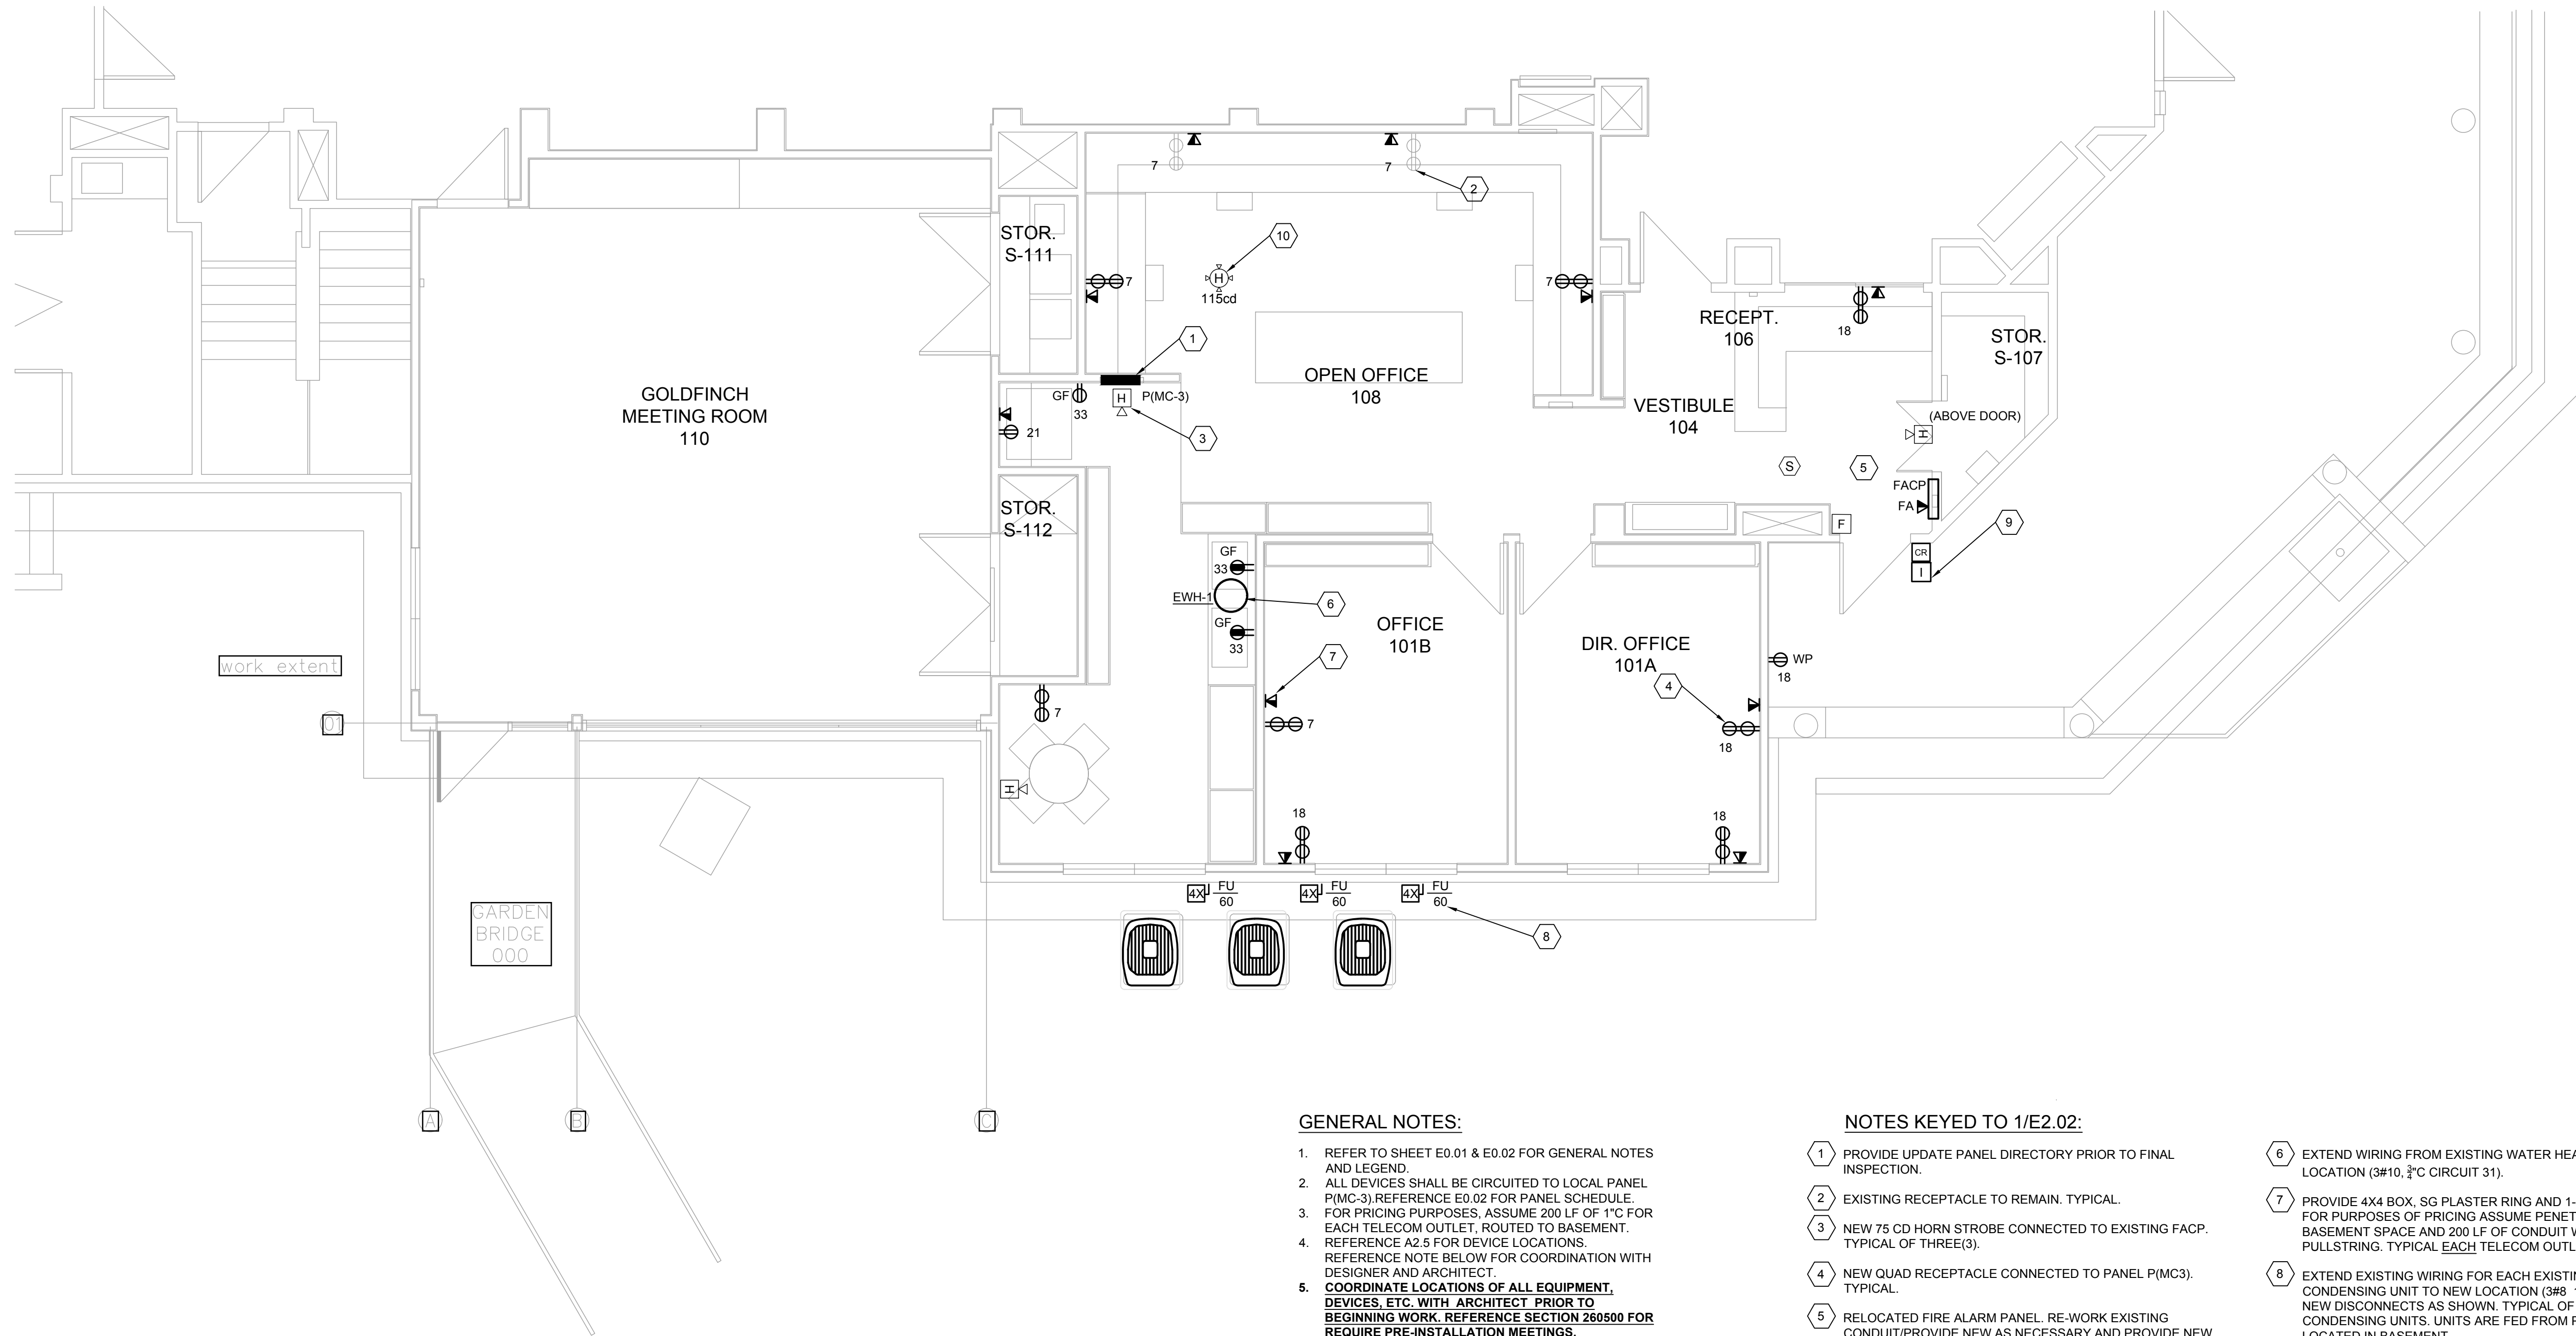 7
7
2
STOR.
S-111
10
H
115cd
7
7
1
RECEPT.
106
18
STOR.
S-107
GOLDFINCH
MEETING ROOM
110
OPEN OFFICE
108
GF
33
H
P(MC-3)
VESTIBULE
104
(ABOVE DOOR)
H
21
3
S
5
FACP
FA
STOR.
S-112
F
9
CR
I
GF
33
EWH-1
6
GF
33
OFFICE
101B
DIR. OFFICE
101A
7
WP
18
4
work extent
01
7
7
18
H
18
18
4X
FU
60
4X
FU
60
4X
FU
60
8
GARDEN
BRIDGE
000
A
B
C
GENERAL NOTES:
1. REFER TO SHEET E0.01 & E0.02 FOR GENERAL NOTES
AND LEGEND.
2. ALL DEVICES SHALL BE CIRCUITED TO LOCAL PANEL
P(MC-3).REFERENCE E0.02 FOR PANEL SCHEDULE.
3. FOR PRICING PURPOSES, ASSUME 200 LF OF 1"C FOR
EACH TELECOM OUTLET, ROUTED TO BASEMENT.
4. REFERENCE A2.5 FOR DEVICE LOCATIONS.
REFERENCE NOTE BELOW FOR COORDINATION WITH
DESIGNER AND ARCHITECT.
5. COORDINATE LOCATIONS OF ALL EQUIPMENT,
DEVICES, ETC. WITH ARCHITECT PRIOR TO
BEGINNING WORK. REFERENCE SECTION 260500 FOR
REQUIRE PRE-INSTALLATION MEETINGS.
NOTES KEYED TO 1/E2.02:
1 PROVIDE UPDATE PANEL DIRECTORY PRIOR TO FINAL
INSPECTION.
2 EXISTING RECEPTACLE TO REMAIN. TYPICAL.
3 NEW 75 CD HORN STROBE CONNECTED TO EXISTING FACP.
TYPICAL OF THREE(3).
4 NEW QUAD RECEPTACLE CONNECTED TO PANEL P(MC3).
TYPICAL.
5 RELOCATED FIRE ALARM PANEL. RE-WORK EXISTING
CONDUIT/PROVIDE NEW AS NECESSARY AND PROVIDE NEW
6 EXTEND WIRING FROM EXISTING WATER HEA
LOCATION (3#10, 3/4"C CIRCUIT 31).
7 PROVIDE 4X4 BOX, SG PLASTER RING AND 1-
FOR PURPOSES OF PRICING ASSUME PENET
BASEMENT SPACE AND 200 LF OF CONDUIT W
PULLSTRING. TYPICAL EACH TELECOM OUTL
8 EXTEND EXISTING WIRING FOR EACH EXISTIN
CONDENSING UNIT TO NEW LOCATION (3#8
NEW DISCONNECTS AS SHOWN. TYPICAL OF
CONDENSING UNITS. UNITS ARE FED FROM M
LOCATED IN BASEMENT